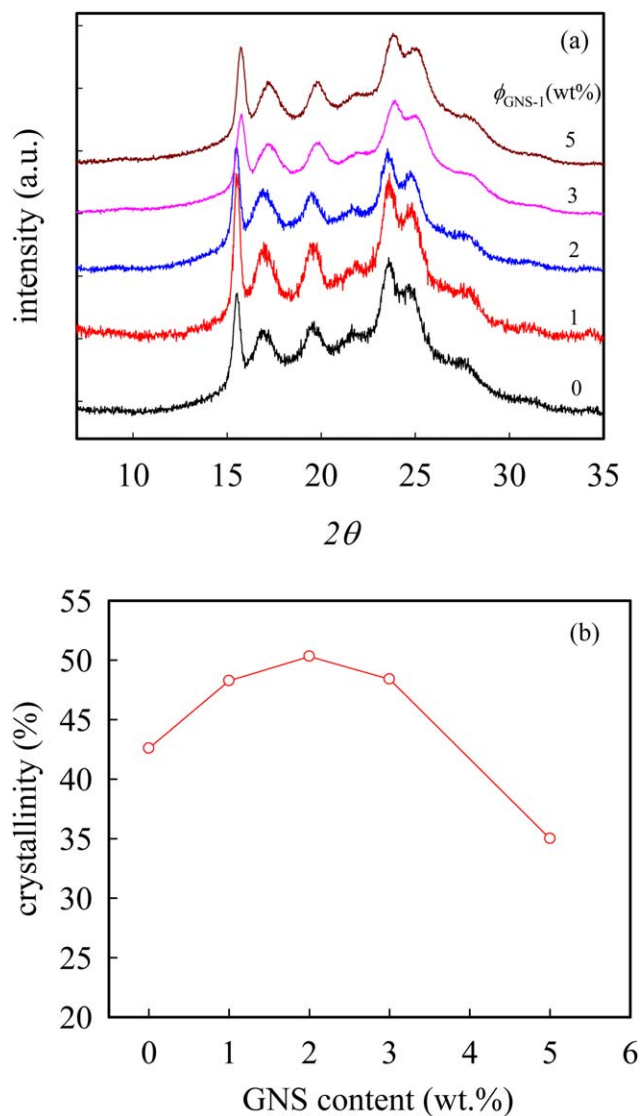 (a)
ϕGNS-1(wt%)
5
3
2
1
0
intensity (a.u.)
10 15 20 25 30 35
2θ
(b)
55
50
45
40
35
30
25
20
crystallinity (%)
0 1 2 3 4 5 6
GNS content (wt.%)